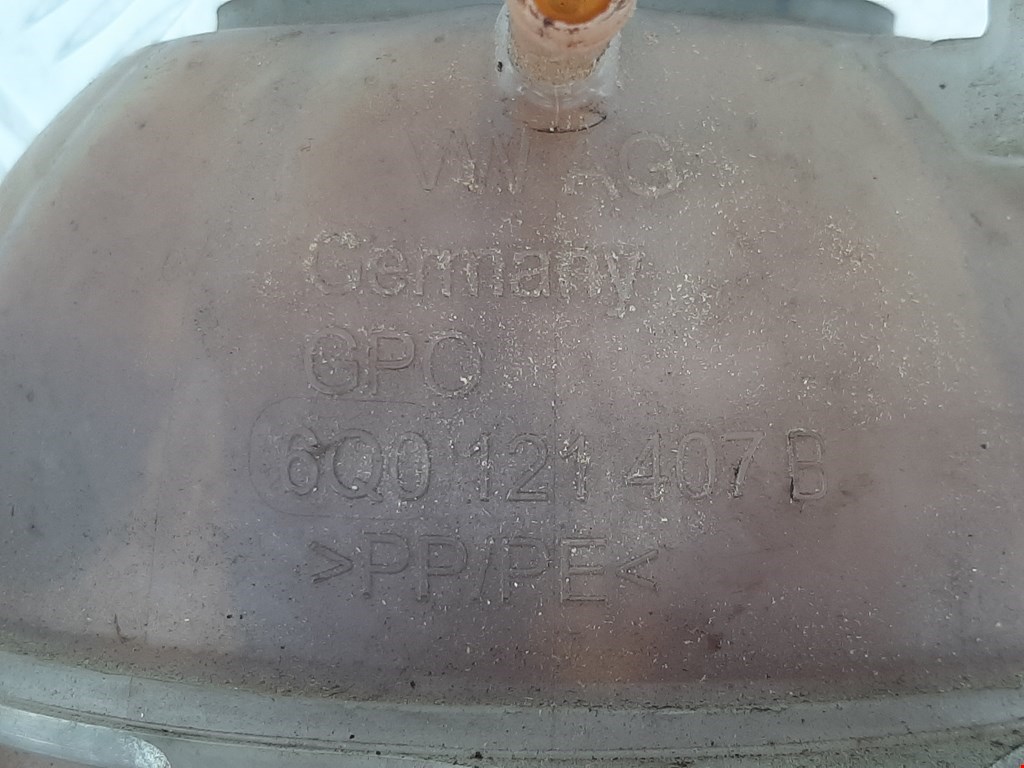 VW AG
Germany
GPO
6Q0 121 407 B
>PP/PE<